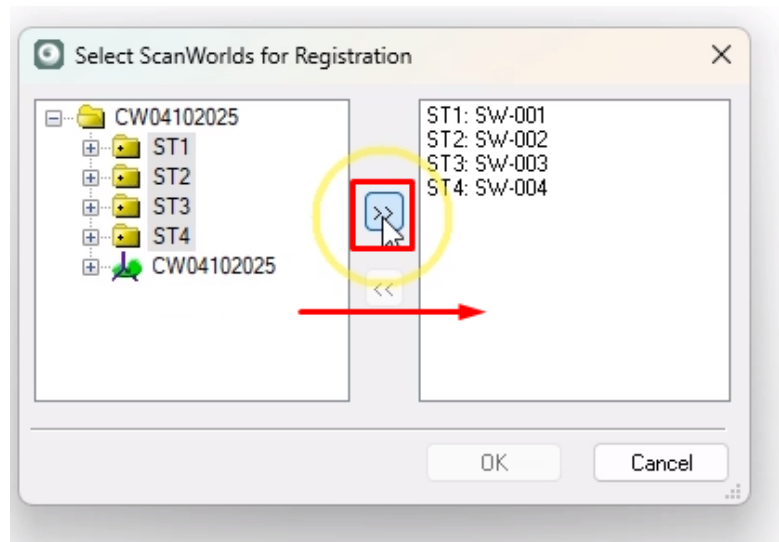 Select ScanWorlds for Registration
CW04102025
ST1
ST2
ST3
ST4
CW04102025
ST1: SW-001
ST2: SW-002
ST3: SW-003
ST4: SW-004
>>
<<
OK
Cancel